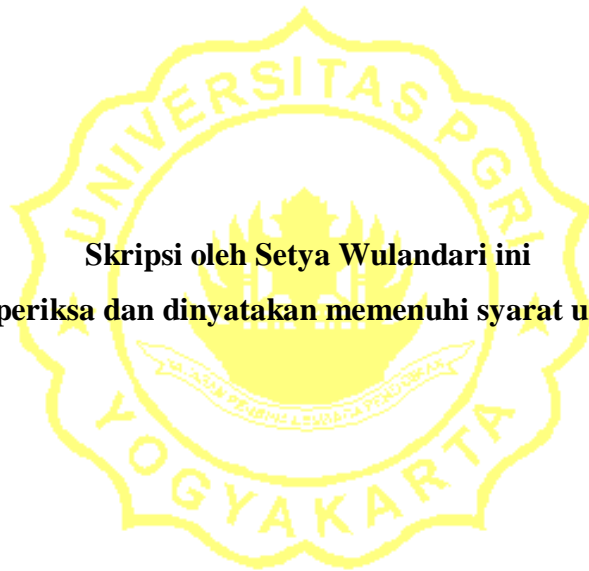 UNIVERSITAS PGRI
Skripsi oleh Setya Wulandari ini
periksa dan dinyatakan memenuhi syarat u
YOGYAKARTA